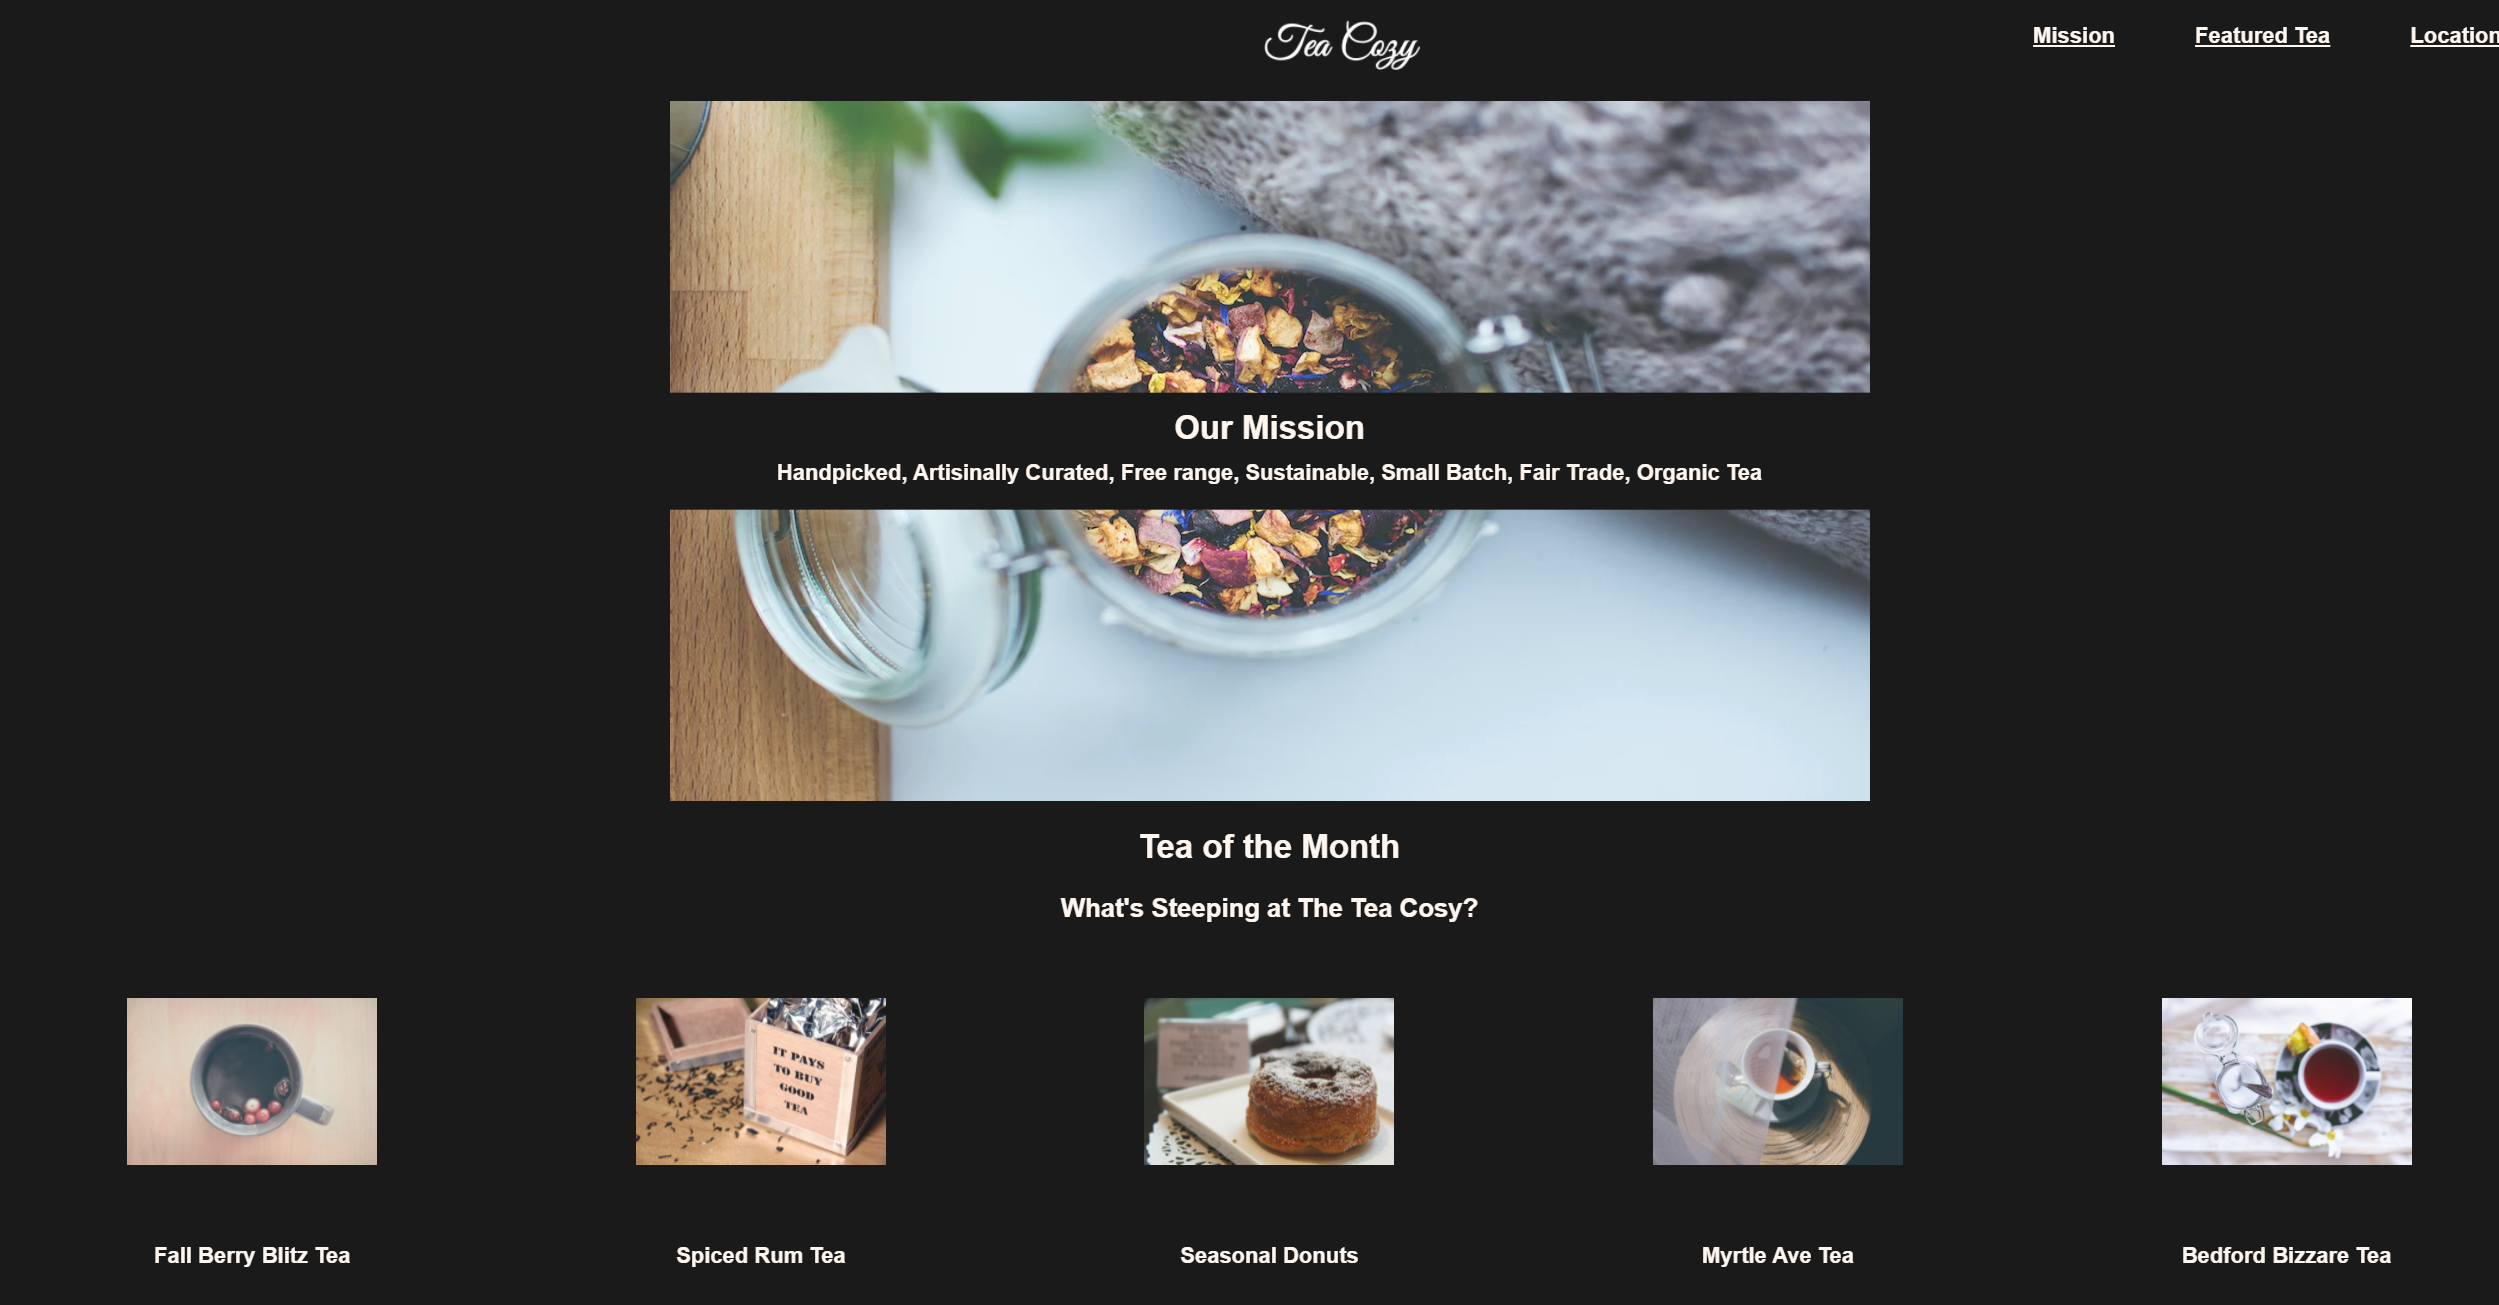 Tea Cozy
Mission
Featured Tea
Location
Our Mission
Handpicked, Artisinally Curated, Free range, Sustainable, Small Batch, Fair Trade, Organic Tea
Tea of the Month
What's Steeping at The Tea Cosy?
IT PAYS
TO BUY
GOOD
TEA
Fall Berry Blitz Tea
Spiced Rum Tea
Seasonal Donuts
Myrtle Ave Tea
Bedford Bizzare Tea